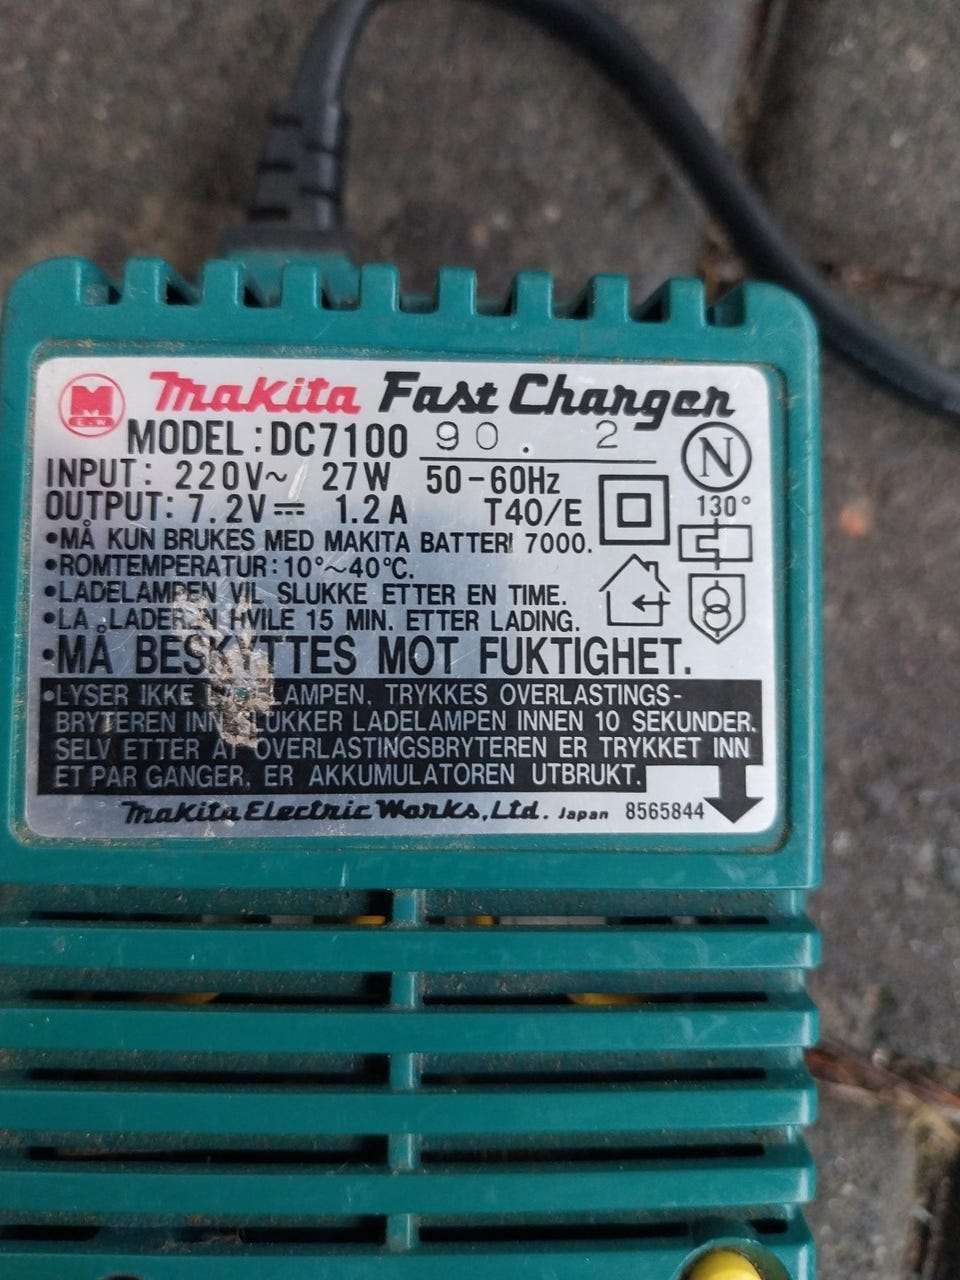 M
E.W
Makita Fast Charger
MODEL: DC7100 90. 2
N
INPUT: 220V~ 27W 50-60Hz
OUTPUT: 7.2V⎓ 1.2A T40/E
130°
•MÅ KUN BRUKES MED MAKITA BATTERI 7000.
•ROMTEMPERATUR: 10°~40°C.
•LADELAMPEN VIL SLUKKE ETTER EN TIME.
•LA LADEREN HVILE 15 MIN. ETTER LADING.
•MÅ BESKYTTES MOT FUKTIGHET.
•LYSER IKKE LADELAMPEN, TRYKKES OVERLASTINGS-
BRYTEREN INN SLUKKER LADELAMPEN INNEN 10 SEKUNDER.
SELV ETTER AT OVERLASTINGSBRYTEREN ER TRYKKET INN
ET PAR GANGER, ER AKKUMULATOREN UTBRUKT.
Makita Electric Works, Ltd. Japan 8565844